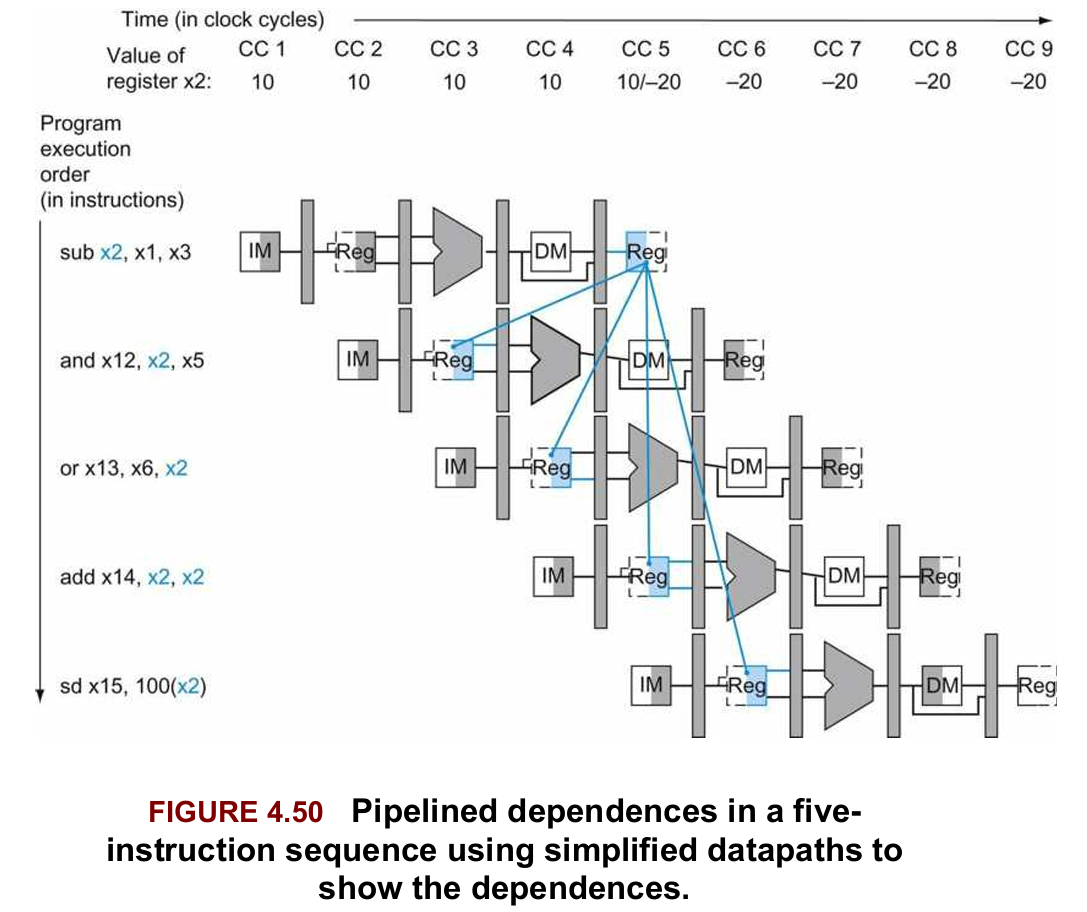 Time (in clock cycles)
Value of register x2:
CC 1 CC 2 CC 3 CC 4 CC 5 CC 6 CC 7 CC 8 CC 9
10 10 10 10 10/–20 –20 –20 –20 –20
Program
execution
order
(in instructions)
sub x2, x1, x3
IM Reg DM Reg
and x12, x2, x5
IM Reg DM Reg
or x13, x6, x2
IM Reg DM Reg
add x14, x2, x2
IM Reg DM Reg
sd x15, 100(x2)
IM Reg DM Reg
FIGURE 4.50 Pipelined dependences in a five-
instruction sequence using simplified datapaths to
show the dependences.